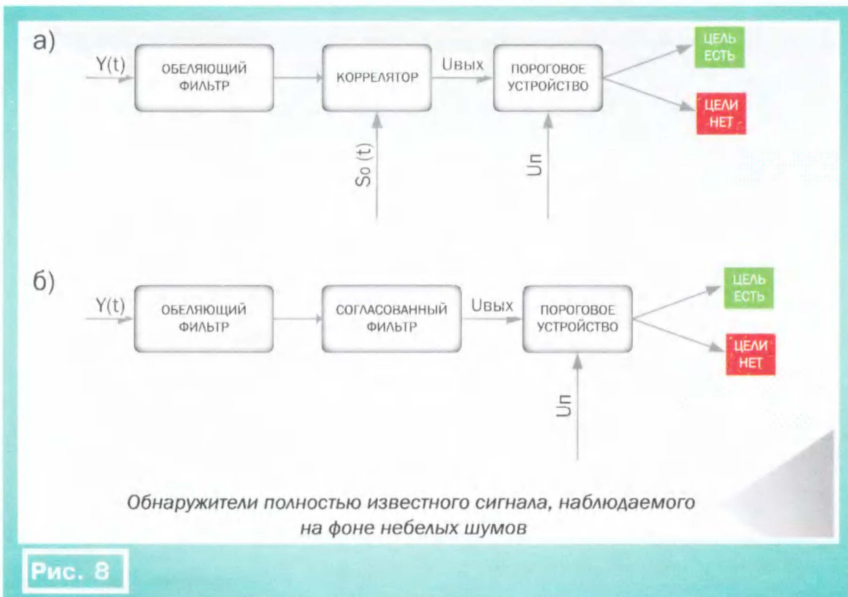 а)
Y(t)
ОБЕЛЯЮЩИЙ
ФИЛЬТР
КОРРЕЛЯТОР
Uвых
ПОРОГОВОЕ
УСТРОЙСТВО
ЦЕЛЬ
ЕСТЬ
ЦЕЛИ
НЕТ
So (t)
Uп
б)
Y(t)
ОБЕЛЯЮЩИЙ
ФИЛЬТР
СОГЛАСОВАННЫЙ
ФИЛЬТР
Uвых
ПОРОГОВОЕ
УСТРОЙСТВО
ЦЕЛЬ
ЕСТЬ
ЦЕЛИ
НЕТ
Uп
Обнаружители полностью известного сигнала, наблюдаемого
на фоне небелых шумов
Рис. 8